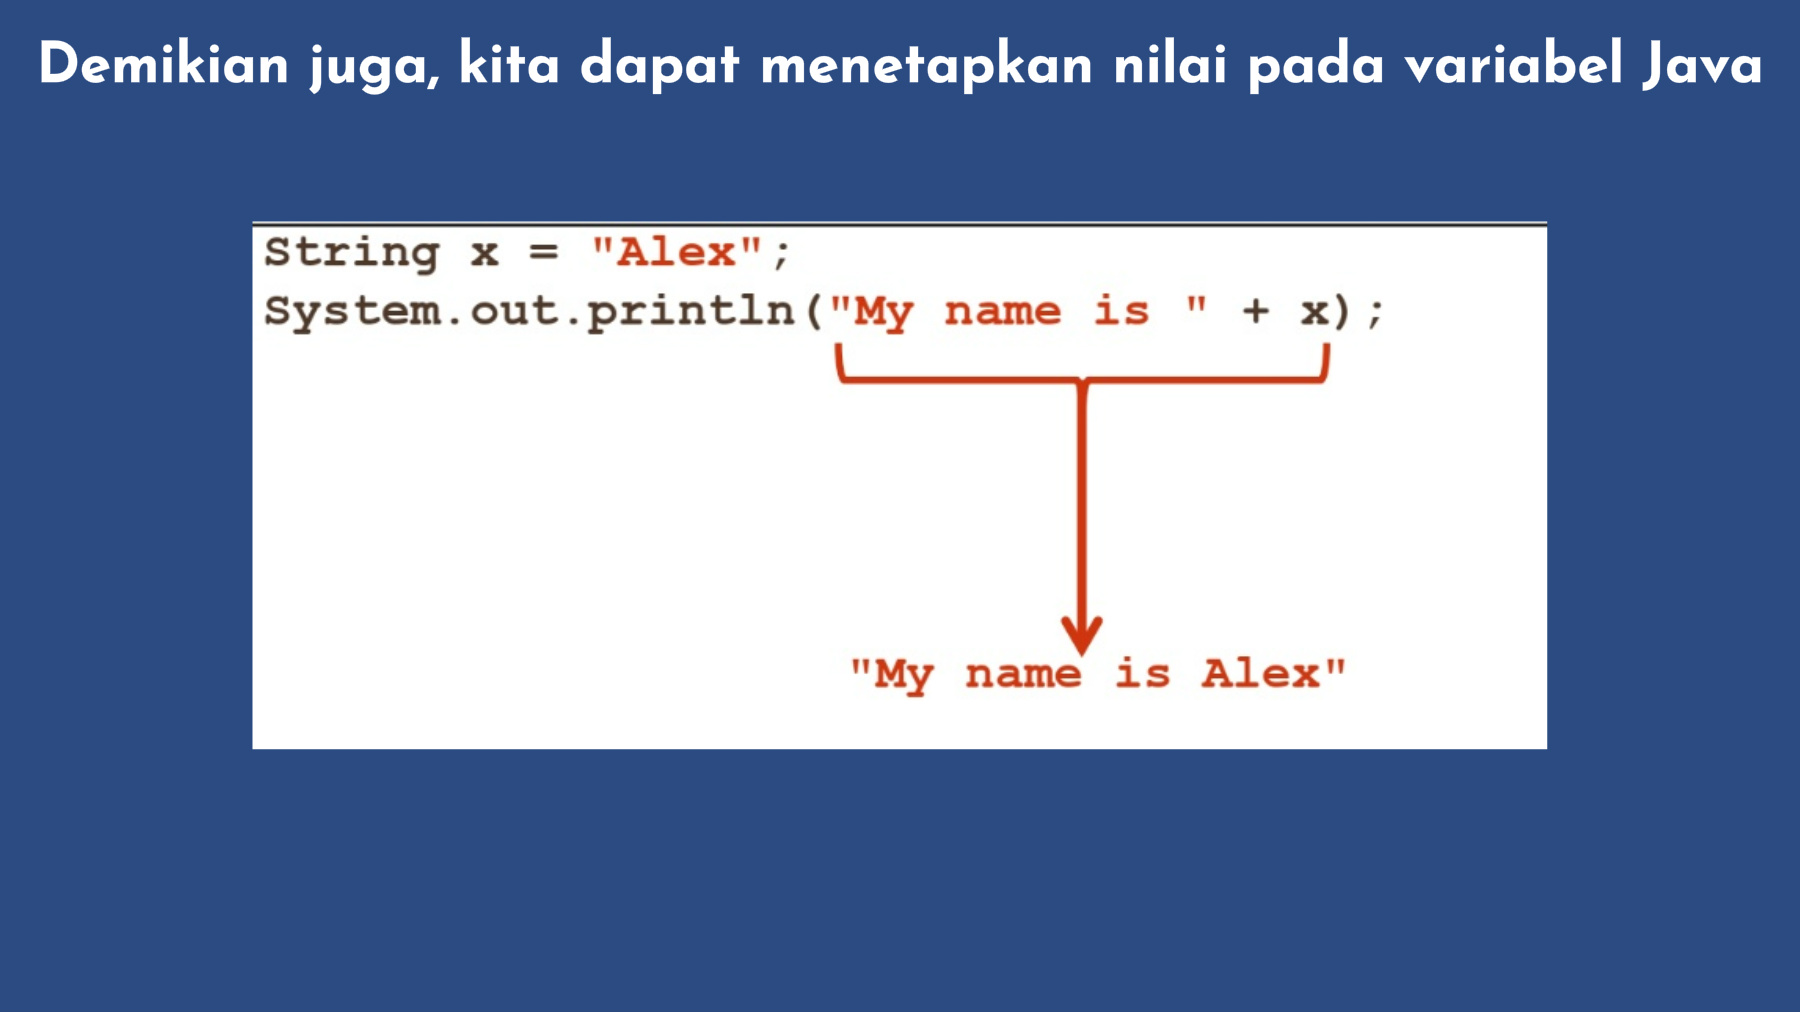 Demikian juga, kita dapat menetapkan nilai pada variabel Java
String x = "Alex";
System.out.println("My name is " + x);
"My name is Alex"